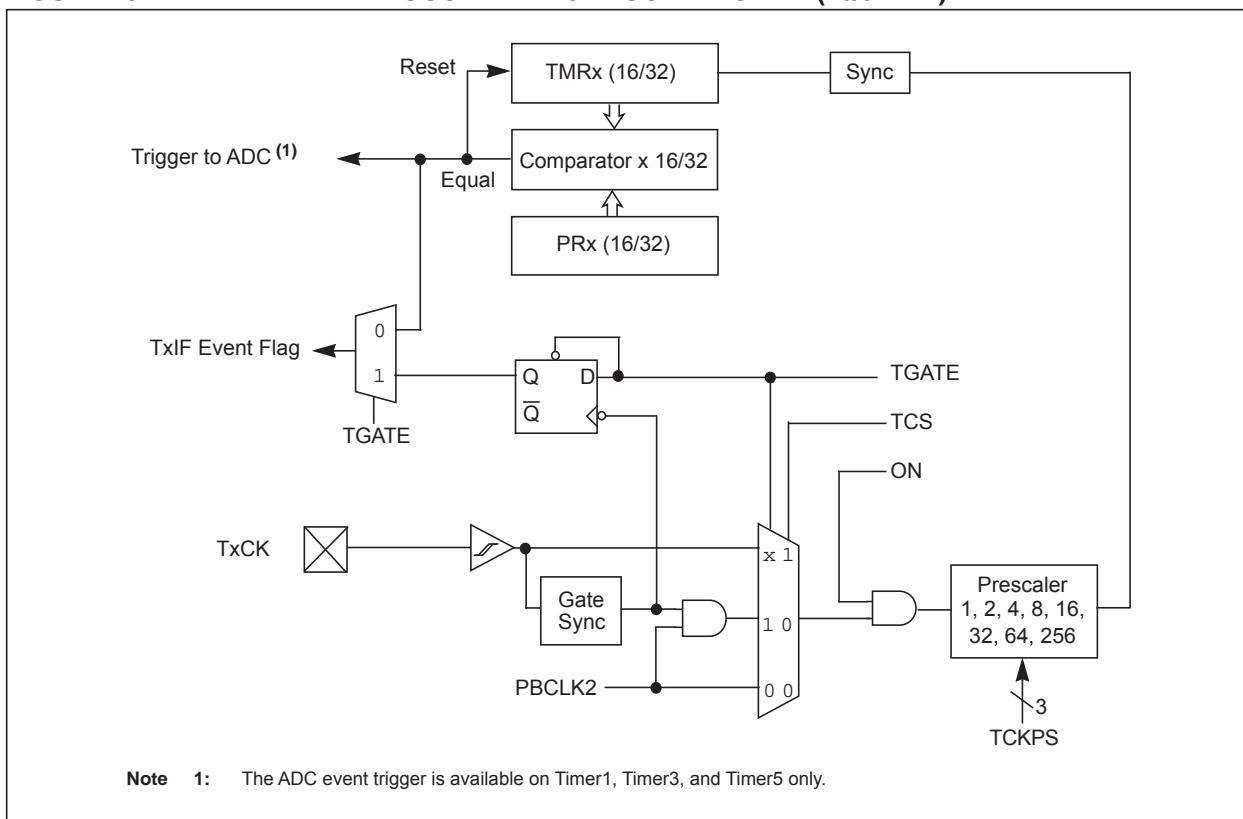 Reset
TMRx (16/32)
Sync
Trigger to ADC (1)
Equal
Comparator x 16/32
PRx (16/32)
0
TxIF Event Flag
1
Q D
Q
TGATE
TGATE
TCS
ON
TxCK
x 1
Gate
Sync
1 0
Prescaler
1, 2, 4, 8, 16,
32, 64, 256
PBCLK2
0 0
3
TCKPS
Note 1: The ADC event trigger is available on Timer1, Timer3, and Timer5 only.